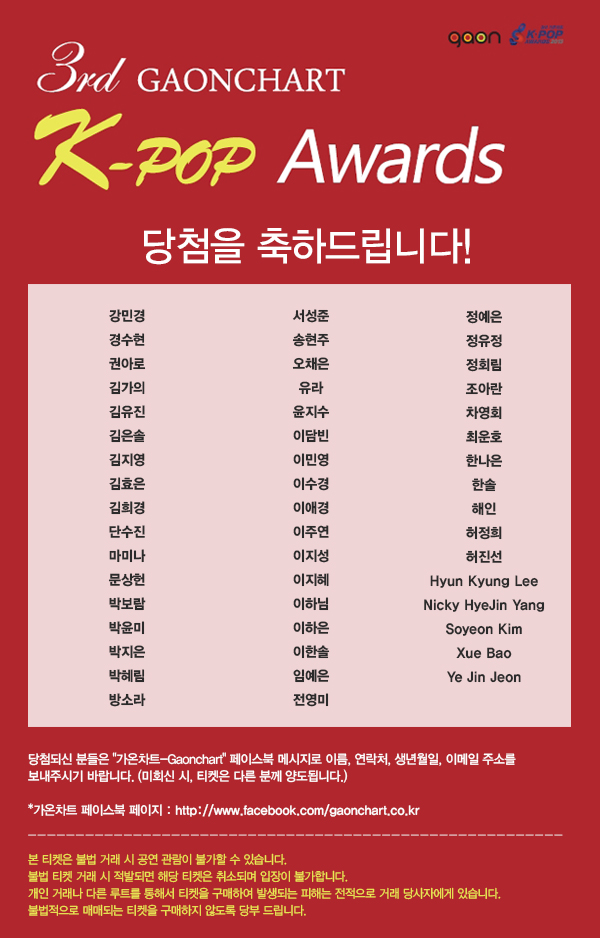 gaon
K-POP
3rd GAONCHART
K-POP Awards
당첨을 축하드립니다!
강민경
경수현
권아로
김가의
김유진
김은솔
김지영
김효은
김희경
단수진
마미나
문상헌
박보람
박윤미
박지은
박혜림
방소라
서성준
송현주
오채은
유라
윤지수
이담빈
이민영
이수경
이애경
이주연
이지성
이지혜
이하님
이하은
이한솔
임예은
전영미
정예은
정유정
정회림
조아란
차영회
최운호
한나은
한솔
해인
허정희
허진선
Hyun Kyung Lee
Nicky HyeJin Yang
Soyeon Kim
Xue Bao
Ye Jin Jeon
당첨되신 분들은 "가온차트-Gaonchart" 페이스북 메시지로 이름, 연락처, 생년월일, 이메일 주소를
보내주시기 바랍니다. (미회신 시, 티켓은 다른 분께 양도됩니다.)
*가온차트 페이스북 페이지 : http://www.facebook.com/gaonchart.co.kr
본 티켓은 불법 거래 시 공연 관람이 불가할 수 있습니다.
불법 티켓 거래 시 적발되면 해당 티켓은 취소되며 입장이 불가합니다.
개인 거래나 다른 루트를 통해서 티켓을 구매하여 발생되는 피해는 전적으로 거래 당사자에게 있습니다.
불법적으로 매매되는 티켓을 구매하지 않도록 당부 드립니다.